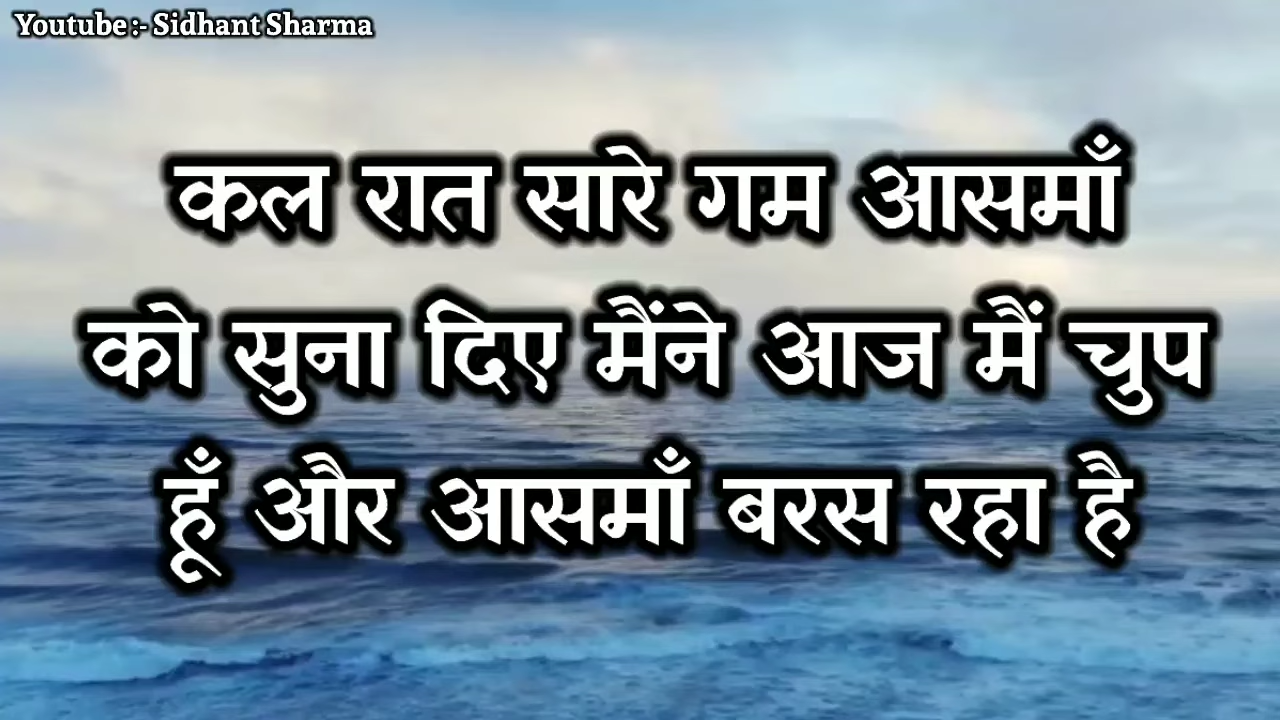 Youtube :- Sidhant Sharma
कल रात सारे गम आसमाँ
को सुना दिए मैंने आज मैं चुप
हूँ और आसमाँ बरस रहा है